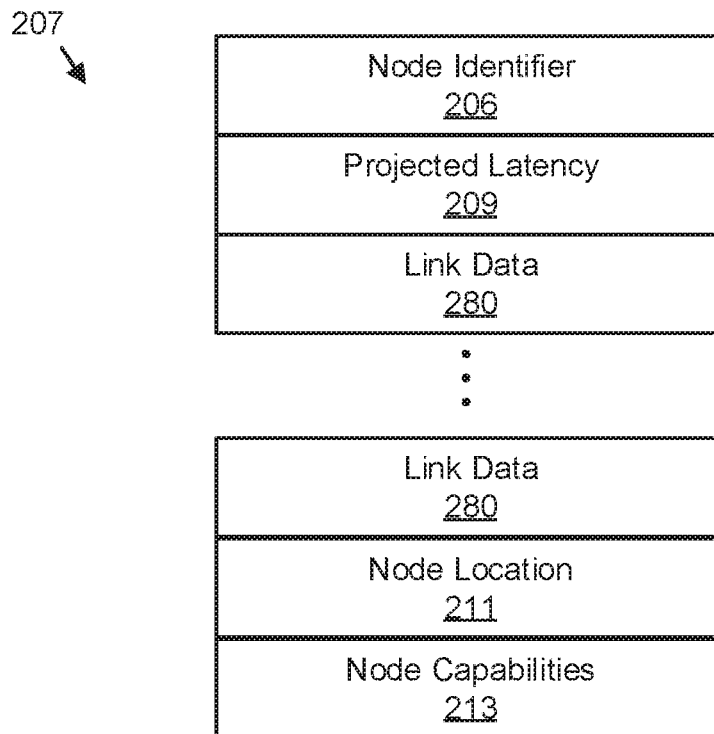 207
Node Identifier
206
Projected Latency
209
Link Data
280
Link Data
280
Node Location
211
Node Capabilities
213